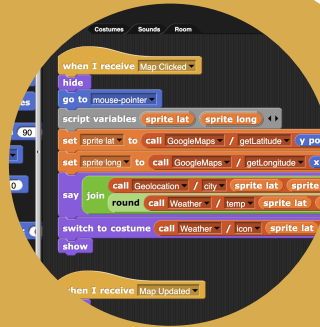 Costumes Sounds Room
when I receive Map Clicked
hide
es go to mouse-pointer
script variables sprite lat sprite long
90 set sprite lat to call GoogleMaps / getLatitude y po
set sprite long to call GoogleMaps / getLongitude x
0 say join call Geolocation / city sprite lat sprite
round call Weather / temp sprite lat
switch to costume call Weather / icon sprite lat
show
when I receive Map Updated